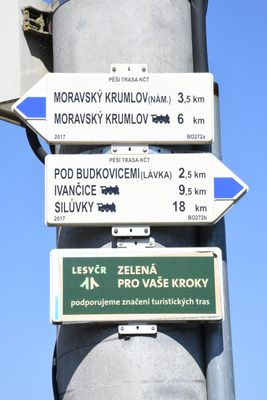 PĚŠÍ TRASA KČT
MORAVSKÝ KRUMLOV (NÁM.) 3,5 KM
MORAVSKÝ KRUMLOV 6 KM
2017 BO272a
PĚŠÍ TRASA KČT
POD BUDKOVICEMI (LÁVKA) 2,5 KM
IVANČICE 9,5 KM
SILŮVKY 18 KM
2017 BO272b
LESY ČR
ZELENÁ
PRO VAŠE KROKY
podporujeme značení turistických tras